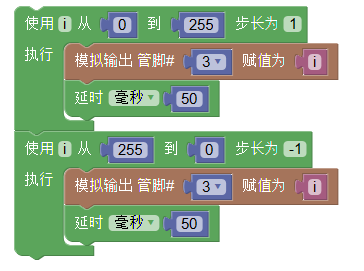 使用 i 从 0 到 255 步长为 1
执行 模拟输出 管脚# 3 赋值为 i
延时 毫秒 50
使用 i 从 255 到 0 步长为 -1
执行 模拟输出 管脚# 3 赋值为 i
延时 毫秒 50